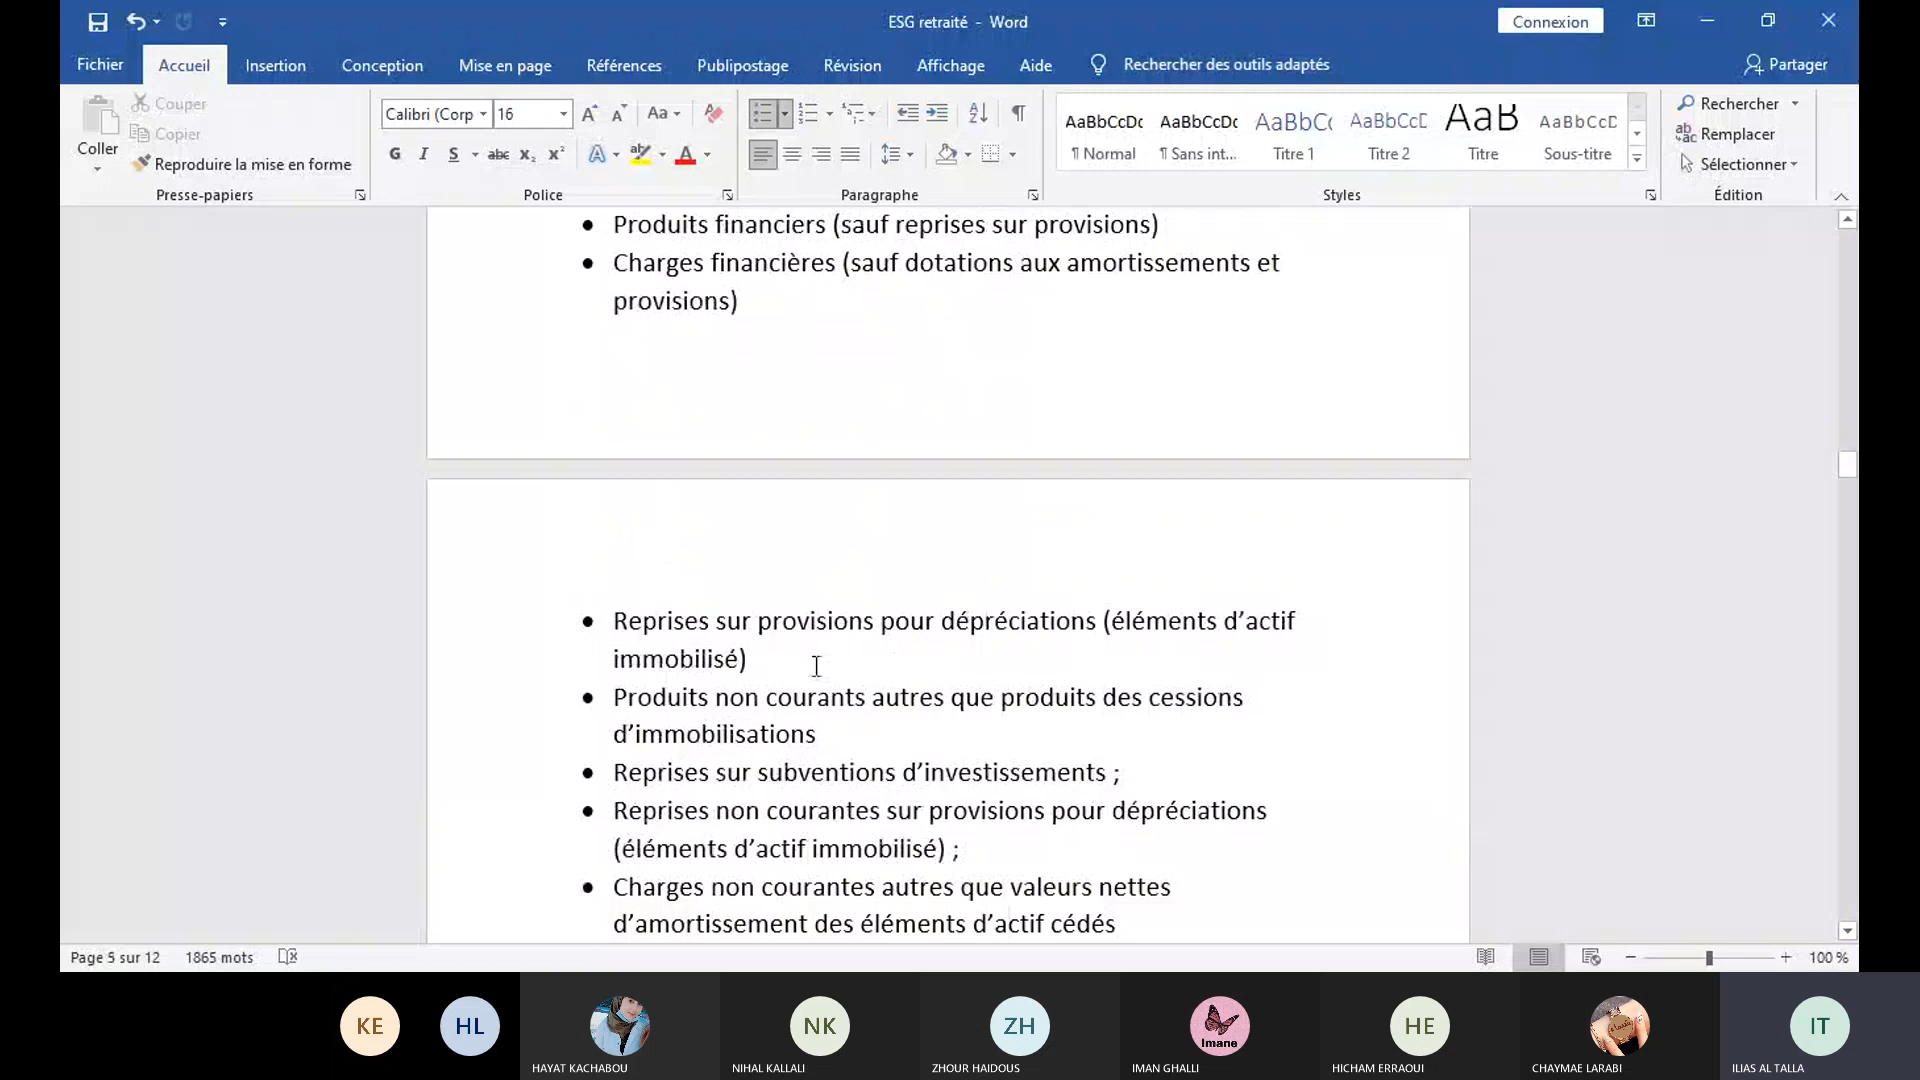 ESG retraité - Word
Connexion
Fichier
Accueil
Insertion
Conception
Mise en page
Références
Publipostage
Révision
Affichage
Aide
Rechercher des outils adaptés
Partager
Coller
Couper
Copier
Reproduire la mise en forme
Presse-papiers
Calibri (Corp
16
Aa
G I S abc x₂ x²
Police
Paragraphe
AaBbCcDc
¶ Normal
AaBbCcDc
¶ Sans int...
AaBbC(
Titre 1
AaBbCcC
Titre 2
AaB
Titre
AaBbCcD
Sous-titre
Styles
Rechercher
Remplacer
Sélectionner
Édition
• Produits financiers (sauf reprises sur provisions)
• Charges financières (sauf dotations aux amortissements et
provisions)
• Reprises sur provisions pour dépréciations (éléments d’actif
immobilisé)
• Produits non courants autres que produits des cessions
d’immobilisations
• Reprises sur subventions d’investissements ;
• Reprises non courantes sur provisions pour dépréciations
(éléments d’actif immobilisé) ;
• Charges non courantes autres que valeurs nettes
d’amortissement des éléments d’actif cédés
Page 5 sur 12
1865 mots
100 %
KE
HL
HAYAT KACHABOU
NK
NIHAL KALLALI
ZH
ZHOUR HAIDOUS
Imane
IMAN GHALLI
HE
HICHAM ERRAOUI
CHAYMAE LARABI
IT
ILIAS AL TALLA